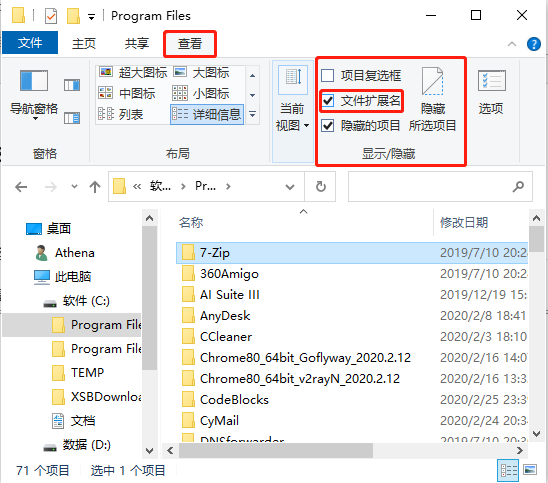 Program Files
文件 主页 共享 查看
导航窗格
窗格
超大图标 大图标
中图标 小图标
列表 详细信息
布局
当前
视图
项目复选框
文件扩展名
隐藏的项目
隐藏
所选项目
显示/隐藏
选项
« 软... › Pr... ›
桌面
Athena
此电脑
软件 (C:)
Program File
Program File
TEMP
XSBDownloa
文档
数据 (D:)
名称 修改日期
7-Zip 2019/7/10 20:2
360Amigo 2019/7/10 20:2
AI Suite III 2019/12/19 15:
AnyDesk 2020/2/8 18:41
CCleaner 2020/2/3 18:10
Chrome80_64bit_Goflyway_2020.2.12 2020/2/16 14:0
Chrome80_64bit_v2rayN_2020.2.12 2020/2/16 13:
CodeBlocks 2020/2/25 23:
CyMail 2020/2/24 20:
DNSforwarder 2019/7/10 20:
71 个项目 选中 1 个项目